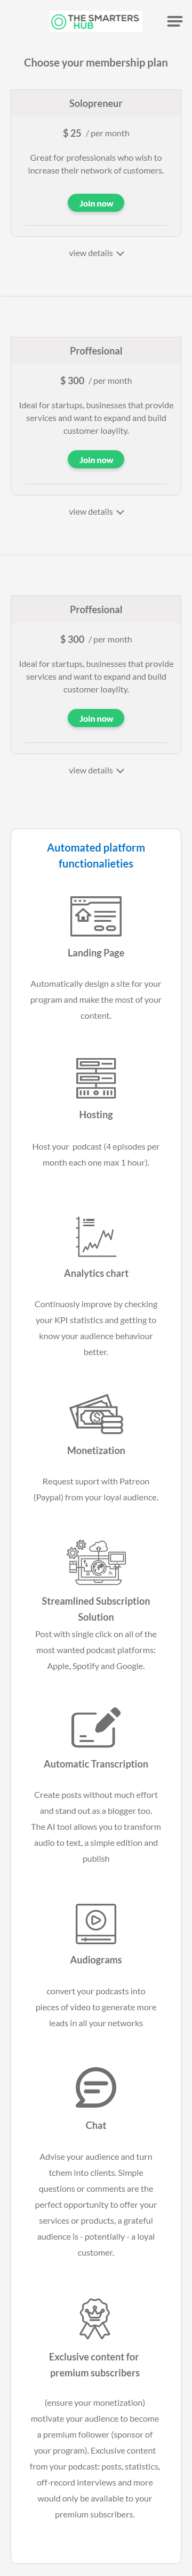 THE SMARTERS
HUB
Choose your membership plan
Solopreneur
$ 25 / per month
Great for professionals who wish to
increase their network of customers.
Join now
view details
Proffesional
$ 300 / per month
Ideal for startups, businesses that provide
services and want to expand and build
customer loaylity.
Join now
view details
Proffesional
$ 300 / per month
Ideal for startups, businesses that provide
services and want to expand and build
customer loaylity.
Join now
view details
Automated platform
functionalieties
Landing Page
Automatically design a site for your
program and make the most of your
content.
Hosting
Host your podcast (4 episodes per
month each one max 1 hour).
Analytics chart
Continuosly improve by checking
your KPI statistics and getting to
know your audience behaviour
better.
Monetization
Request suport with Patreon
(Paypal) from your loyal audience.
Streamlined Subscription
Solution
Post with single click on all of the
most wanted podcast platforms:
Apple, Spotify and Google.
Automatic Transcription
Create posts without much effort
and stand out as a blogger too.
The AI tool allows you to transform
audio to text, a simple edition and
publish
Audiograms
convert your podcasts into
pieces of video to generate more
leads in all your networks
Chat
Advise your audience and turn
tchem into clients. Simple
questions or comments are the
perfect opportunity to offer your
services or products, a grateful
audience is - potentially - a loyal
customer.
Exclusive content for
premium subscribers
(ensure your monetization)
motivate your audience to become
a premium follower (sponsor of
your program). Exclusive content
from your podcast: posts, statistics,
off-record interviews and more
would only be available to your
premium subscribers.